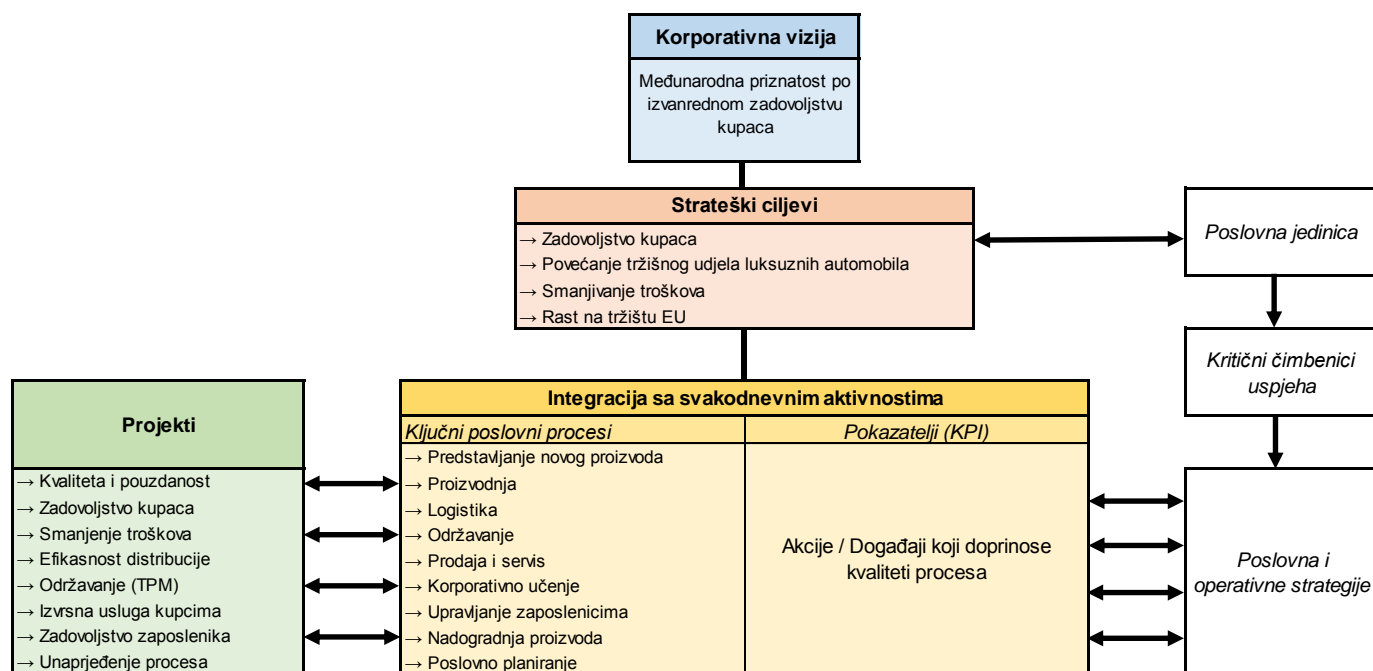 Korporativna vizija
Međunarodna priznatost po
izvanrednom zadovoljstvu
kupaca
Strateški ciljevi
→ Zadovoljstvo kupaca
→ Povećanje tržišnog udjela luksuznih automobila
→ Smanjivanje troškova
→ Rast na tržištu EU
Poslovna jedinica
Kritični čimbenici
uspjeha
Projekti
→ Kvaliteta i pouzdanost
→ Zadovoljstvo kupaca
→ Smanjenje troškova
→ Efikasnost distribucije
→ Održavanje (TPM)
→ Izvrsna usluga kupcima
→ Zadovoljstvo zaposlenika
→ Unaprjeđenje procesa
Integracija sa svakodnevnim aktivnostima
Ključni poslovni procesi
→ Predstavljanje novog proizvoda
→ Proizvodnja
→ Logistika
→ Održavanje
→ Prodaja i servis
→ Korporativno učenje
→ Upravljanje zaposlenicima
→ Nadogradnja proizvoda
→ Poslovno planiranje
Pokazatelji (KPI)
Akcije / Događaji koji doprinose
kvaliteti procesa
Poslovna i
operativne strategije